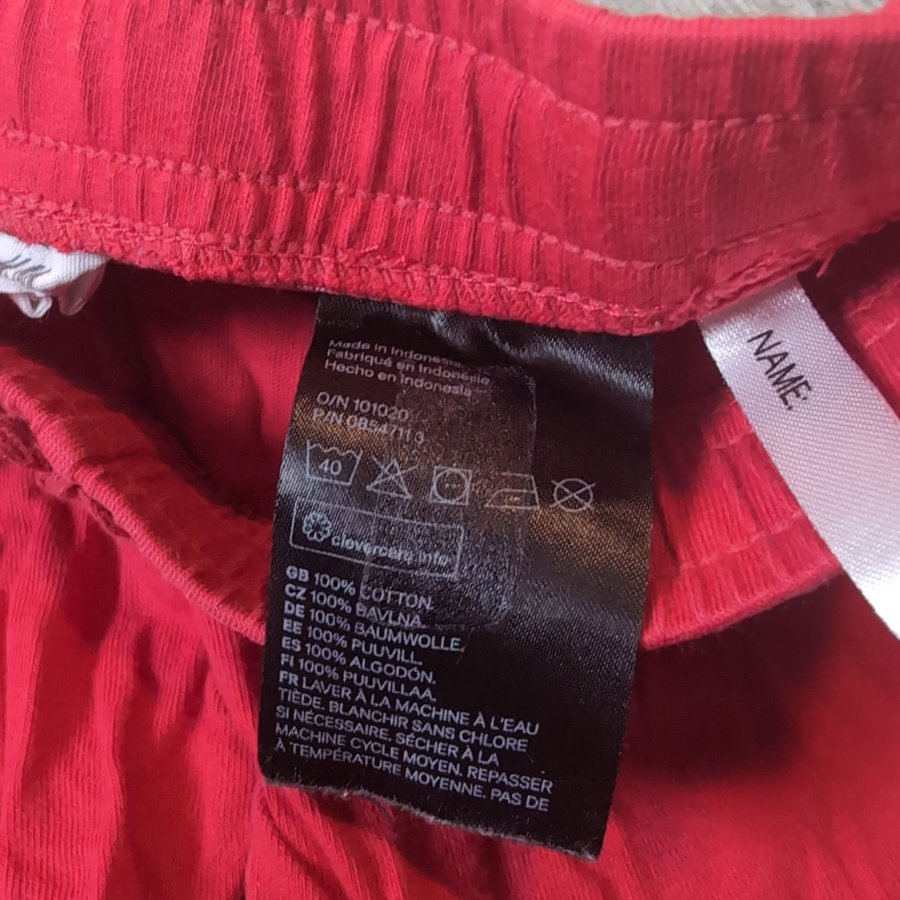 Made in Indonesia
Fabriqué en Indonésie
Hecho en Indonesia
O/N 101020
P/N 0854711 3
40
clevercare.info
GB 100% COTTON.
CZ 100% BAVLNA.
DE 100% BAUMWOLLE.
EE 100% PUUVILL.
ES 100% ALGODÓN.
FI 100% PUUVILLAA.
FR LAVER À LA MACHINE À L'EAU
TIÈDE. BLANCHIR SANS CHLORE
SI NÉCESSAIRE. SÉCHER À LA
MACHINE CYCLE MOYEN. REPASSER
À TEMPÉRATURE MOYENNE. PAS DE
NAME: